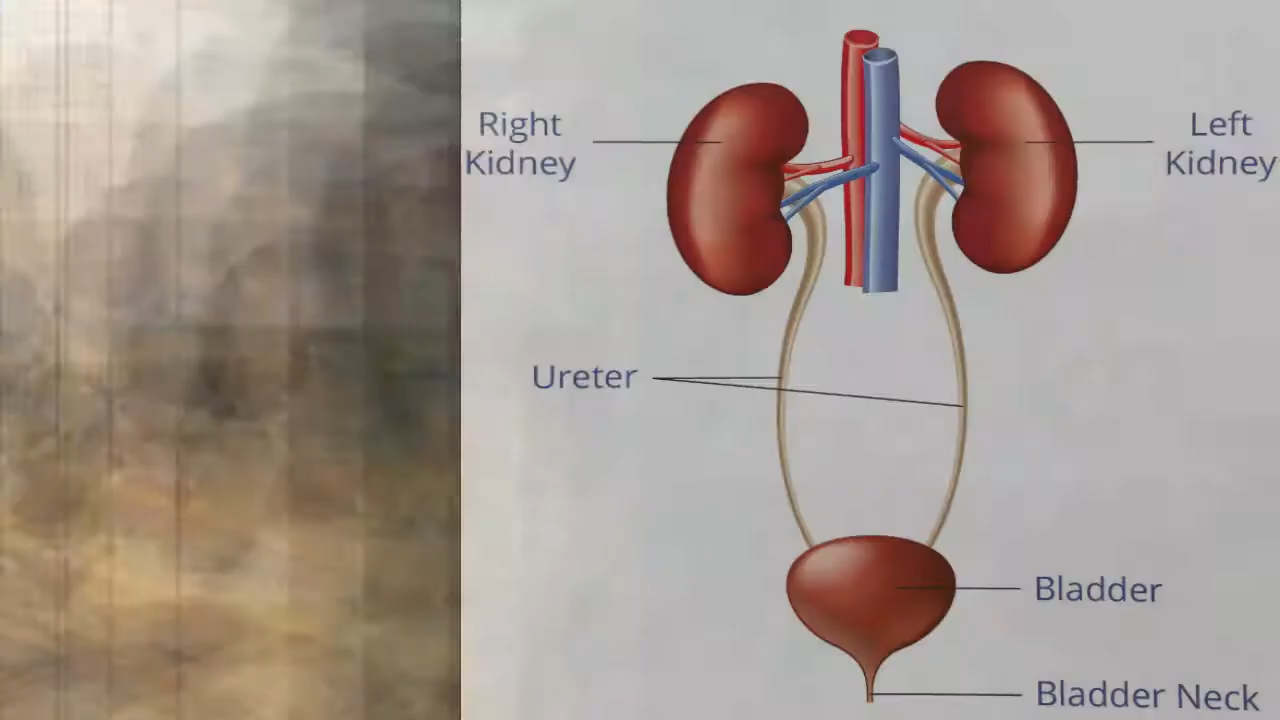 Right
Kidney
Left
Kidney
Ureter
Bladder
Bladder Neck